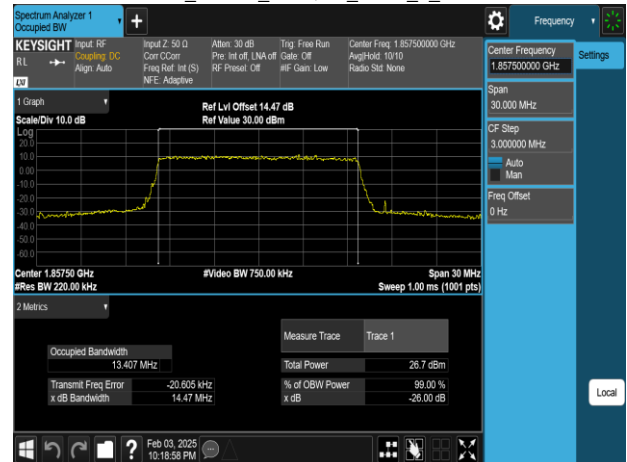 Spectrum Analyzer 1
Occupied BW
Frequency
KEYSIGHT
RL
LXI
Input: RF
Coupling: DC
Align: Auto
Input Z: 50 Ω
Corr CCorr
Freq Ref: Int (S)
NFE: Adaptive
Atten: 30 dB
Pre: Int off, LNA off
RF Presel: Off
Trig: Free Run
Gate: Off
#IF Gain: Low
Center Freq: 1.857500000 GHz
Avg|Hold: 10/10
Radio Std: None
Center Frequency
1.857500000 GHz
Settings
Span
30.000 MHz
CF Step
3.000000 MHz
Auto
Man
Freq Offset
0 Hz
1 Graph
Scale/Div 10.0 dB
Ref Lvl Offset 14.47 dB
Ref Value 30.00 dBm
Log
20.0
10.0
0.00
-10.0
-20.0
-30.0
-40.0
-50.0
-60.0
Center 1.85750 GHz
#Video BW 750.00 kHz
Span 30 MHz
#Res BW 220.00 kHz
Sweep 1.00 ms (1001 pts)
2 Metrics
Measure Trace
Trace 1
Occupied Bandwidth
13.407 MHz
Total Power
26.7 dBm
Transmit Freq Error
-20.605 kHz
% of OBW Power
99.00 %
x dB Bandwidth
14.47 MHz
x dB
-26.00 dB
Local
Feb 03, 2025
10:18:58 PM